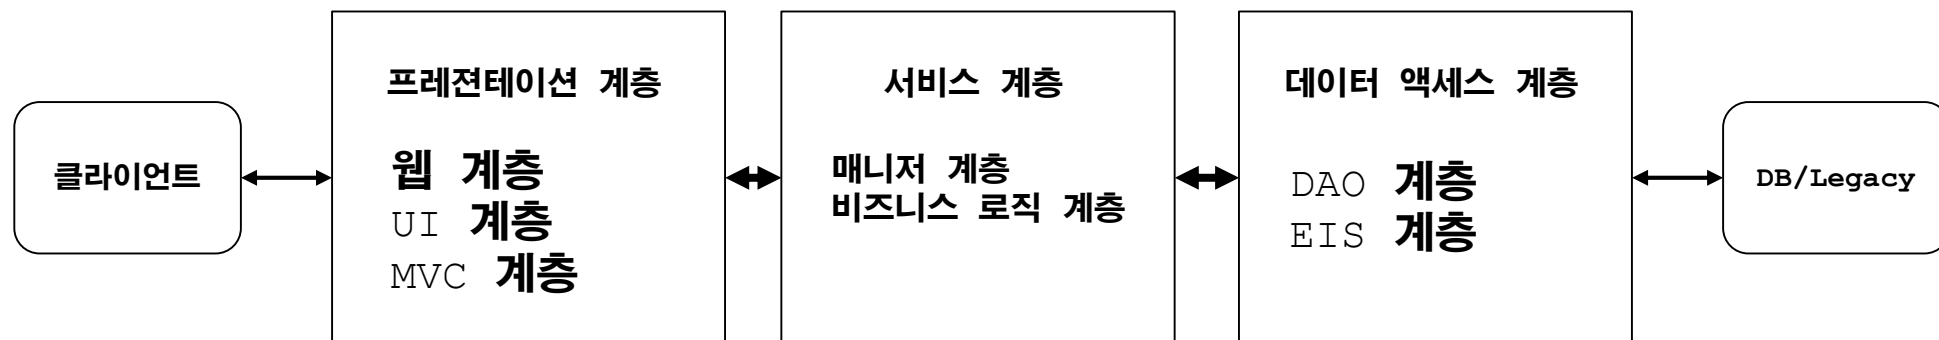 클라이언트
프레젼테이션 계층
웹 계층
UI 계층
MVC 계층
서비스 계층
매니저 계층
비즈니스 로직 계층
데이터 액세스 계층
DAO 계층
EIS 계층
DB/Legacy